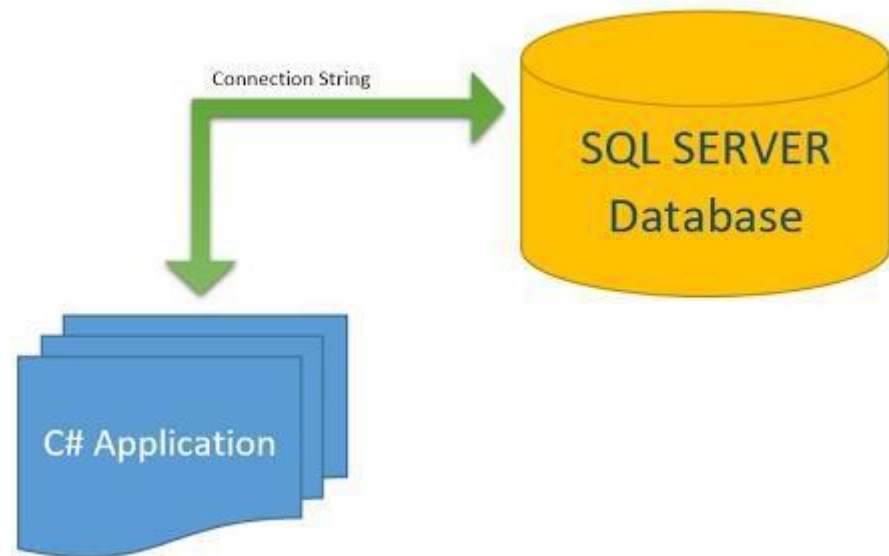 Connection String
SQL SERVER
Database
C# Application